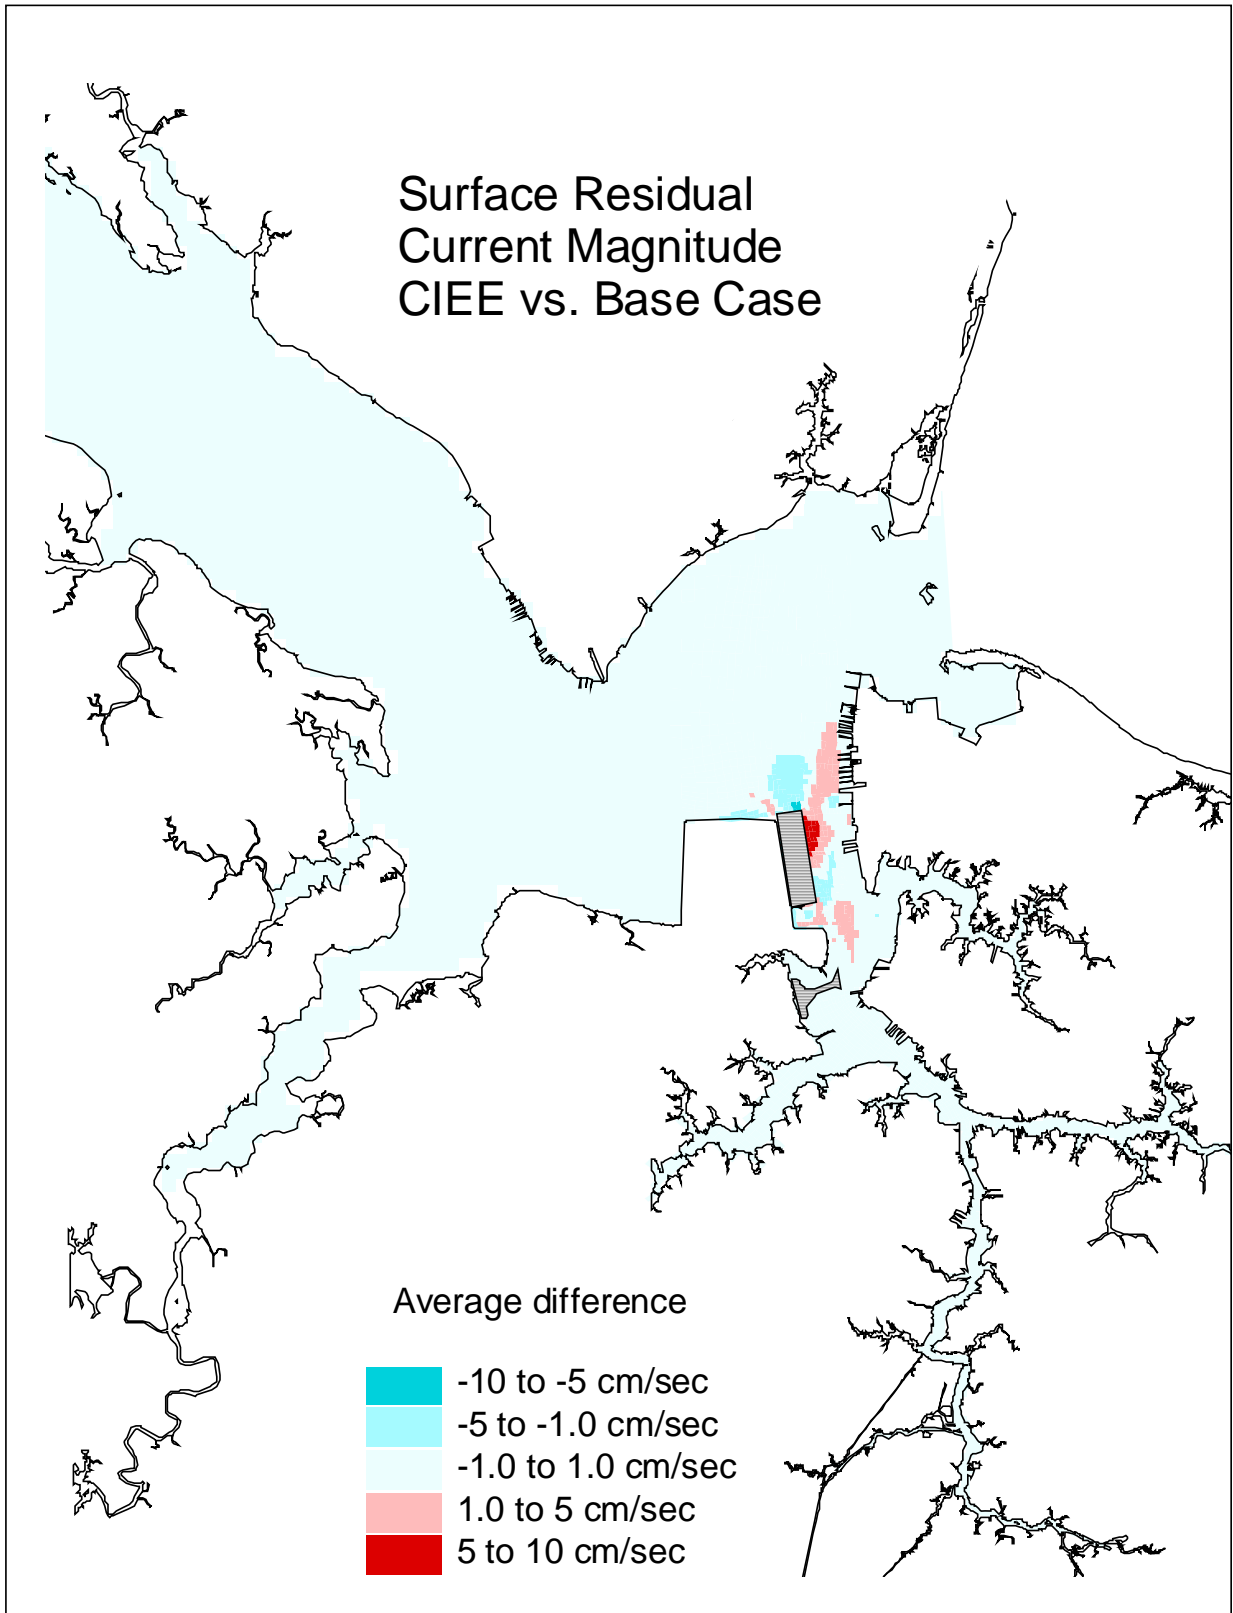 Surface Residual
Current Magnitude
CIEE vs. Base Case
Average difference
-10 to -5 cm/sec
-5 to -1.0 cm/sec
-1.0 to 1.0 cm/sec
1.0 to 5 cm/sec
5 to 10 cm/sec